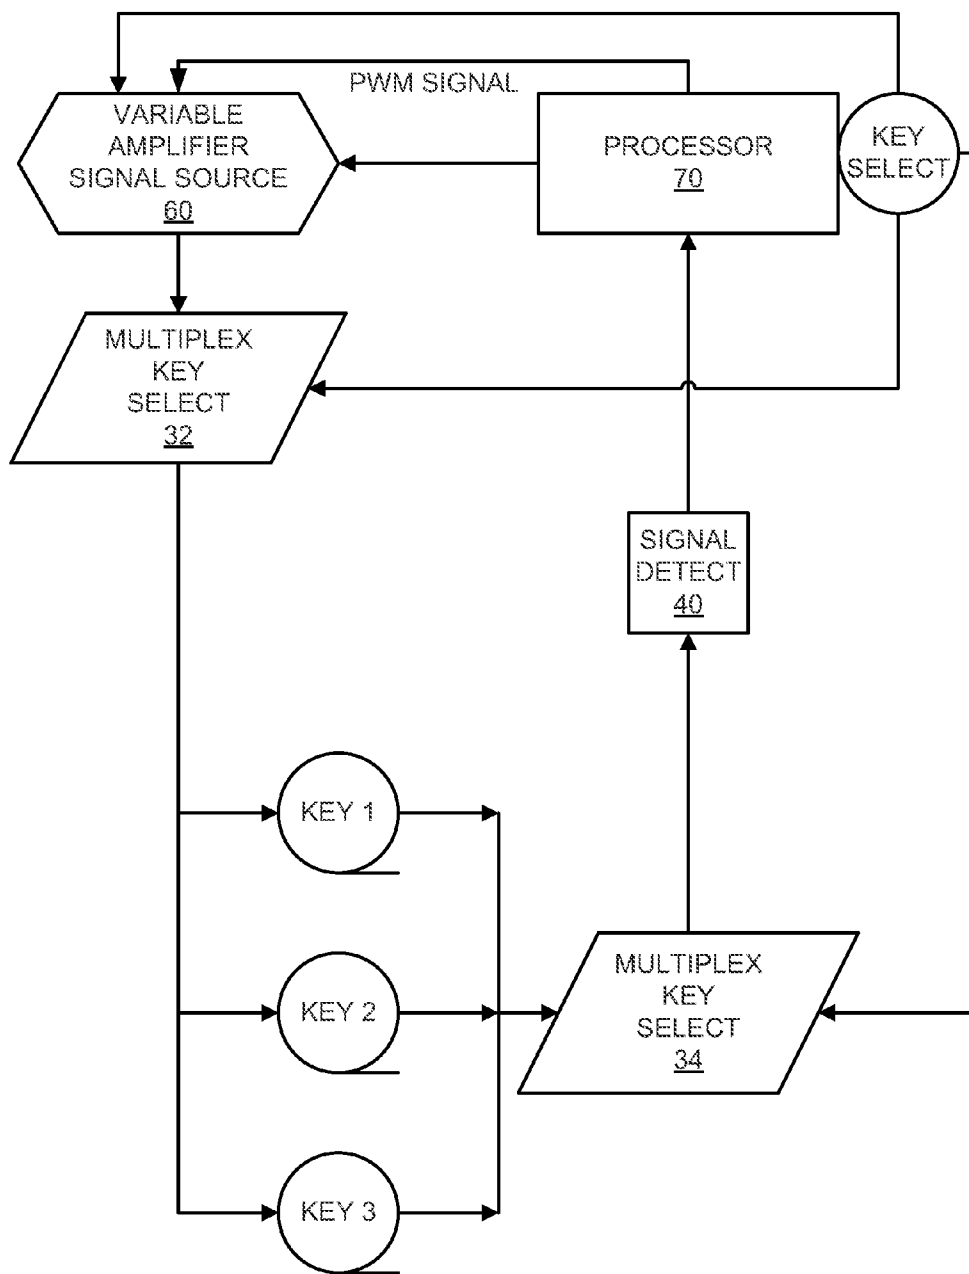 PWM SIGNAL
VARIABLE
AMPLIFIER
SIGNAL SOURCE
60
PROCESSOR
70
KEY
SELECT
MULTIPLEX
KEY
SELECT
32
SIGNAL
DETECT
40
KEY 1
KEY 2
KEY 3
MULTIPLEX
KEY
SELECT
34